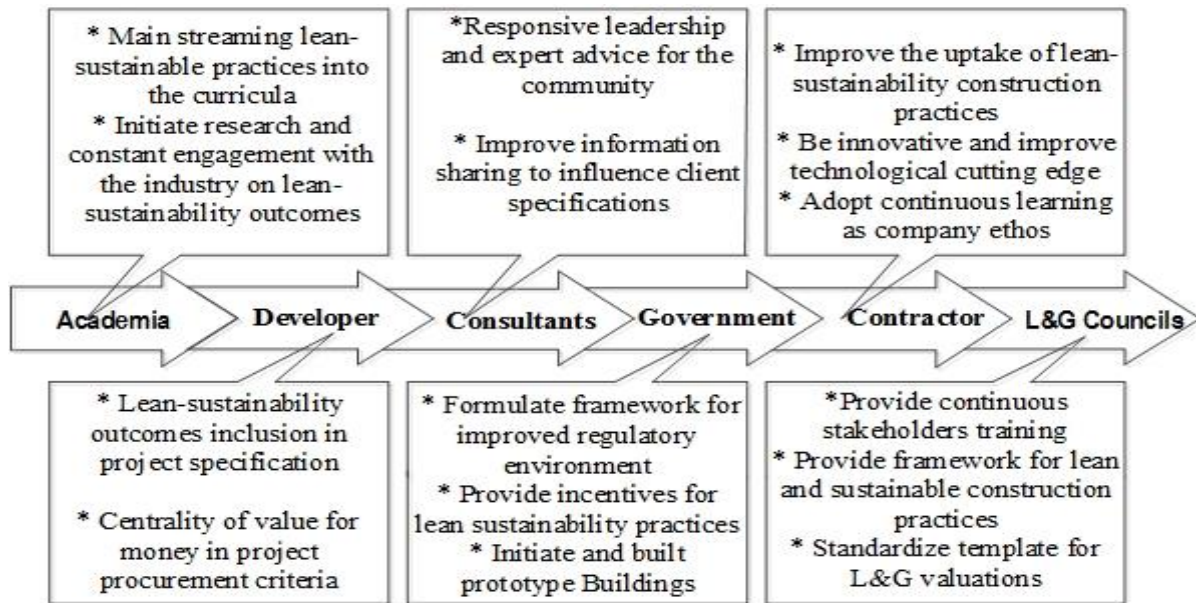 * Main streaming lean-
sustainable practices into
the curricula
* Initiate research and
constant engagement with
the industry on lean-
sustainability outcomes
*Responsive leadership
and expert advice for the
community
* Improve information
sharing to influence client
specifications
* Improve the uptake of lean-
sustainability construction
practices
* Be innovative and improve
technological cutting edge
* Adopt continuous learning
as company ethos
Academia
Developer
Consultants
Government
Contractor
L&G Councils
* Lean-sustainability
outcomes inclusion in
project specification
* Centrality of value for
money in project
procurement criteria
* Formulate framework for
improved regulatory
environment
* Provide incentives for
lean sustainability practices
* Initiate and built
prototype Buildings
*Provide continuous
stakeholders training
* Provide framework for lean
and sustainable construction
practices
* Standardize template for
L&G valuations